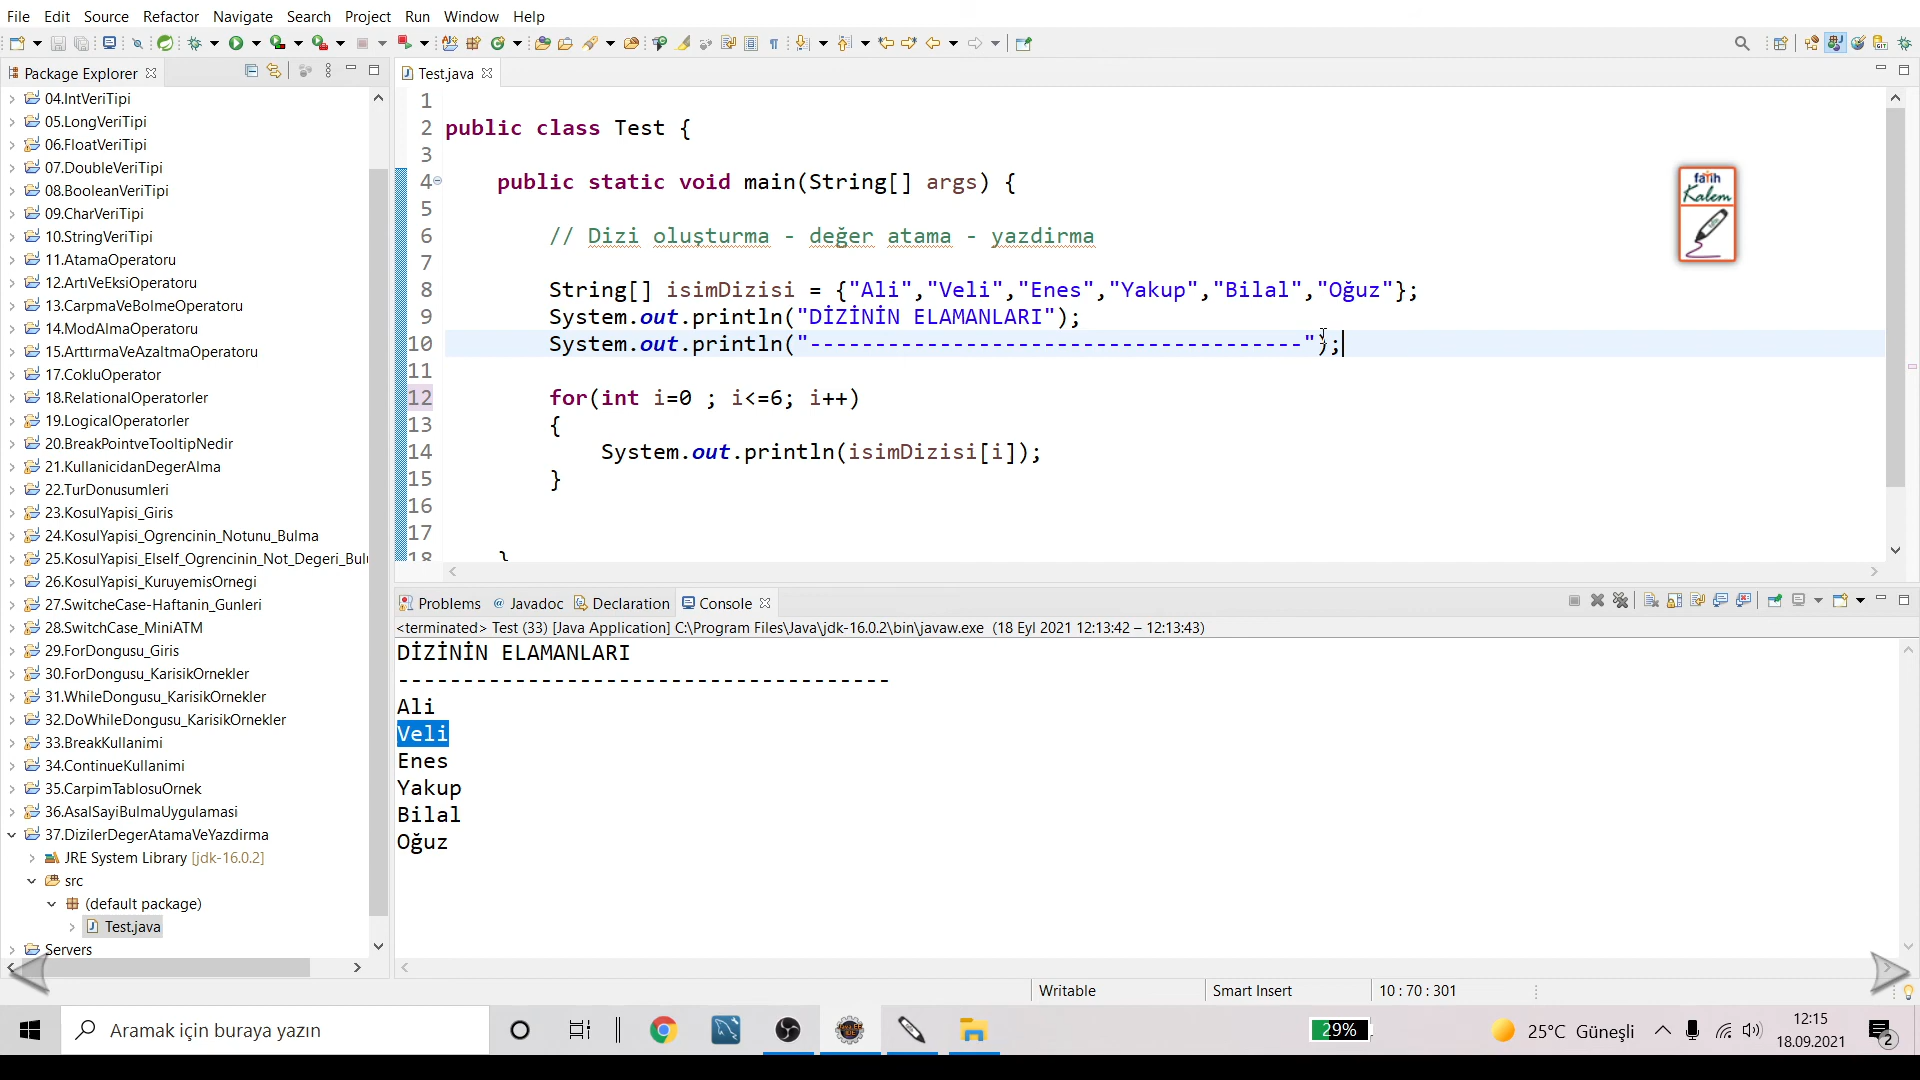 File Edit Source Refactor Navigate Search Project Run Window Help
Package Explorer
04.IntVeriTipi
05.LongVeriTipi
06.FloatVeriTipi
07.DoubleVeriTipi
08.BooleanVeriTipi
09.CharVeriTipi
10.StringVeriTipi
11.AtamaOperatoru
12.ArtıVeEksiOperatoru
13.CarpmaVeBolmeOperatoru
14.ModAlmaOperatoru
15.ArttırmaVeAzaltmaOperatoru
17.CokluOperator
18.RelationalOperatorler
19.LogicalOperatorler
20.BreakPointveTooltipNedir
21.KullanicidanDegerAlma
22.TurDonusumleri
23.KosulYapisi_Giris
24.KosulYapisi_Ogrencinin_Notunu_Bulma
25.KosulYapisi_ElseIf_Ogrencinin_Not_Degeri_Bul
26.KosulYapisi_KuruyemisOrnegi
27.SwitcheCase-Haftanin_Gunleri
28.SwitchCase_MiniATM
29.ForDongusu_Giris
30.ForDongusu_KarisikOrnekler
31.WhileDongusu_KarisikOrnekler
32.DoWhileDongusu_KarisikOrnekler
33.BreakKullanimi
34.ContinueKullanimi
35.CarpimTablosuOrnek
36.AsalSayiBulmaUygulamasi
37.DizilerDegerAtamaVeYazdirma
JRE System Library [jdk-16.0.2]
src
(default package)
Test.java
Servers
Test.java
1
2 public class Test {
3
4 public static void main(String[] args) {
5
6 // Dizi oluşturma - değer atama - yazdirma
7
8 String[] isimDizisi = {"Ali","Veli","Enes","Yakup","Bilal","Oğuz"};
9 System.out.println("DİZİNİN ELAMANLARI");
10 System.out.println("--------------------------------------");
11
12 for(int i=0 ; i<=6; i++)
13 {
14 System.out.println(isimDizisi[i]);
15 }
16
17
18 }
fatih
Kalem
Problems Javadoc Declaration Console
<terminated> Test (33) [Java Application] C:\Program Files\Java\jdk-16.0.2\bin\javaw.exe (18 Eyl 2021 12:13:42 – 12:13:43)
DİZİNİN ELAMANLARI
--------------------------------------
Ali
Veli
Enes
Yakup
Bilal
Oğuz
Writable Smart Insert 10 : 70 : 301
Aramak için buraya yazın
29%
25°C Güneşli
12:15
18.09.2021
2